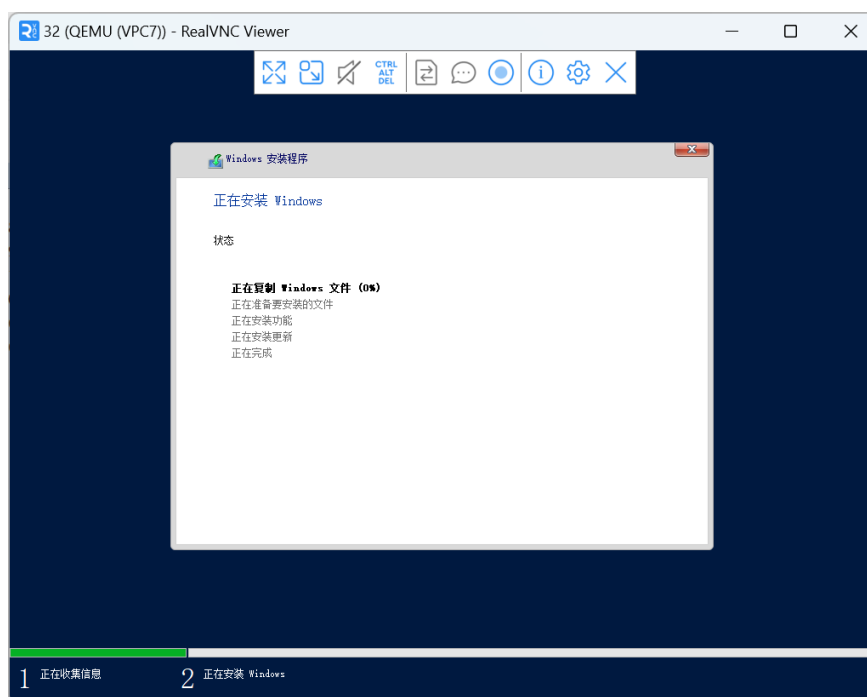 32 (QEMU (VPC7)) - RealVNC Viewer
CTRL
ALT
DEL
Windows 安装程序
正在安装 Windows
状态
正在复制 Windows 文件 (0%)
正在准备要安装的文件
正在安装功能
正在安装更新
正在完成
1 正在收集信息
2 正在安装 Windows